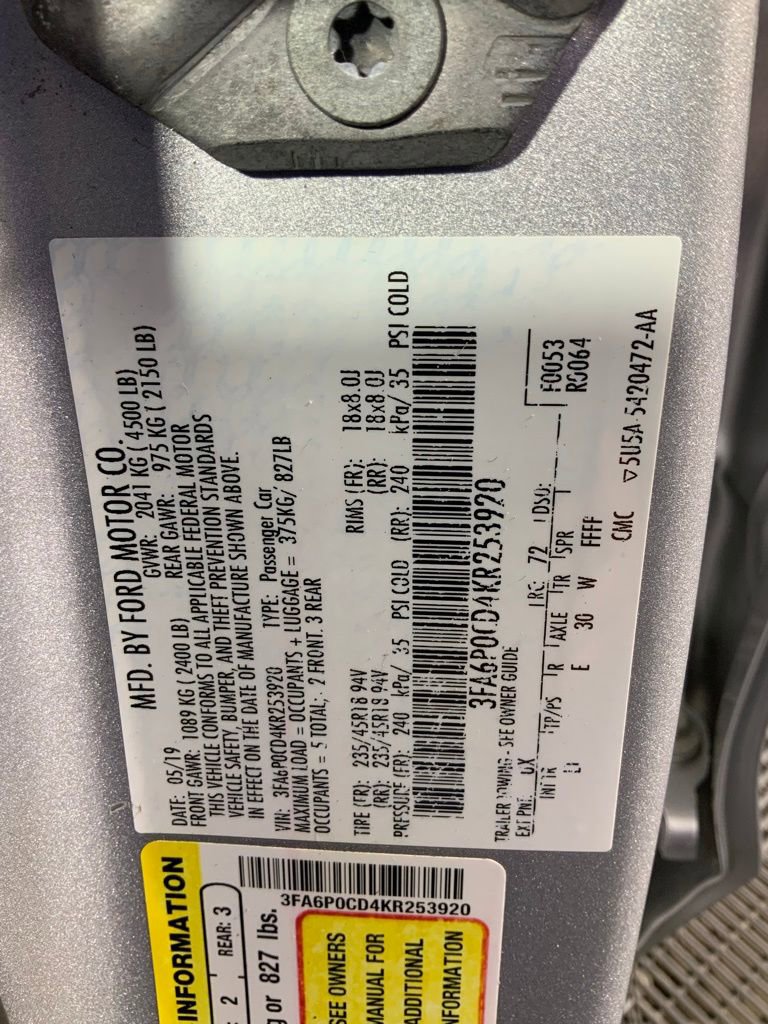 MFD. BY FORD MOTOR CO.
DATE: 05/19 GVWR: 2041 KG ( 4500 LB)
FRONT GAWR: 1089 KG ( 2400 LB) REAR GAWR: 975 KG ( 2150 LB)
THIS VEHICLE CONFORMS TO ALL APPLICABLE FEDERAL MOTOR
VEHICLE SAFETY, BUMPER, AND THEFT PREVENTION STANDARDS
IN EFFECT ON THE DATE OF MANUFACTURE SHOWN ABOVE.
VIN: 3FA6P0CD4KR253920 TYPE: Passenger Car
MAXIMUM LOAD = OCCUPANTS + LUGGAGE = 375KG/ 827LB
OCCUPANTS = 5 TOTAL; 2 FRONT, 3 REAR
TIRE (FR): 235/45R18 94V RIMS (FR): 18x8.0J
(RR): 235/45R18 94V (RR): 18x8.0J
PRESSURE (FR): 240 kPa/ 35 PSI COLD (RR): 240 kPa/ 35 PSI COLD
3FA6P0CD4KR253920
TRAILER TOWING - SEE OWNER GUIDE
EXT PNT: UX RC: 72 DSO: F0053
R0064
INT TR TP/PS R AXLE TR SPR
E 30 W FFFF
CMC ▽5U5A-5420472-AA
INFORMATION
2 REAR: 3
or 827 lbs.
3FA6P0CD4KR253920
SEE OWNERS
MANUAL FOR
ADDITIONAL
INFORMATION